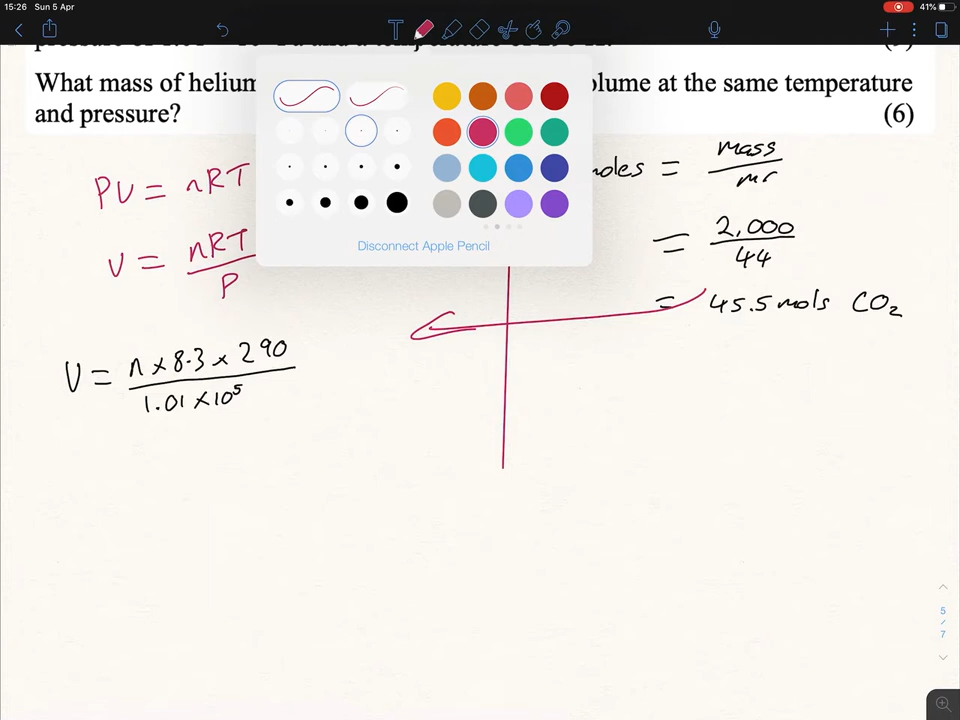 15:26 Sun 5 Apr
41%
What mass of helium
olume at the same temperature
and pressure?
(6)
PV = nRT
V = nRT
P
oles = mass
mr
= 2,000
44
= 45.5 mols CO₂
V = n × 8.3 × 290
1.01 × 10⁵
Disconnect Apple Pencil
5
/
7